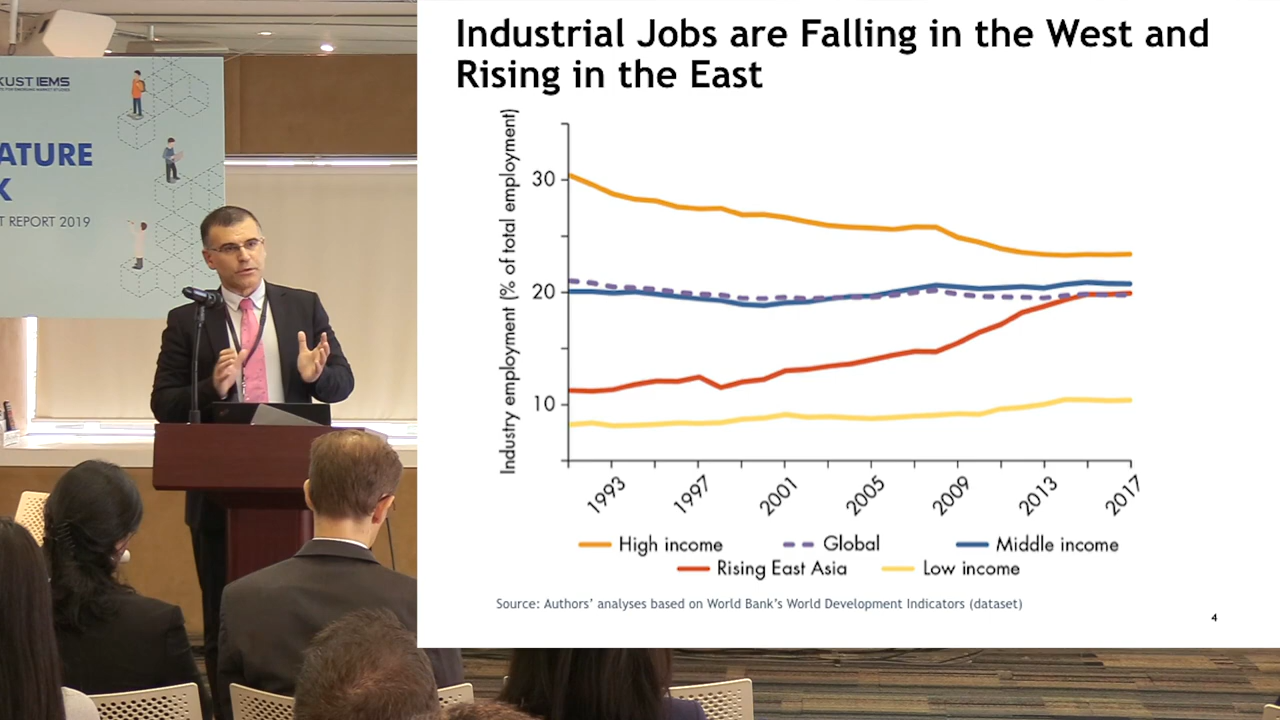 KUST IEMS
ATURE
K
T REPORT 2019
Industrial Jobs are Falling in the West and
Rising in the East
Industry employment (% of total employment)
30
20
10
1993
1997
2001
2005
2009
2013
2017
High income
Global
Middle income
Rising East Asia
Low income
Source: Authors’ analyses based on World Bank’s World Development Indicators (dataset)
4